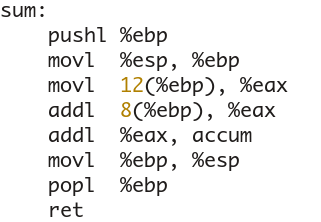 sum:
    pushl %ebp
    movl  %esp, %ebp
    movl  12(%ebp), %eax
    addl  8(%ebp), %eax
    addl  %eax, accum
    movl  %ebp, %esp
    popl  %ebp
    ret